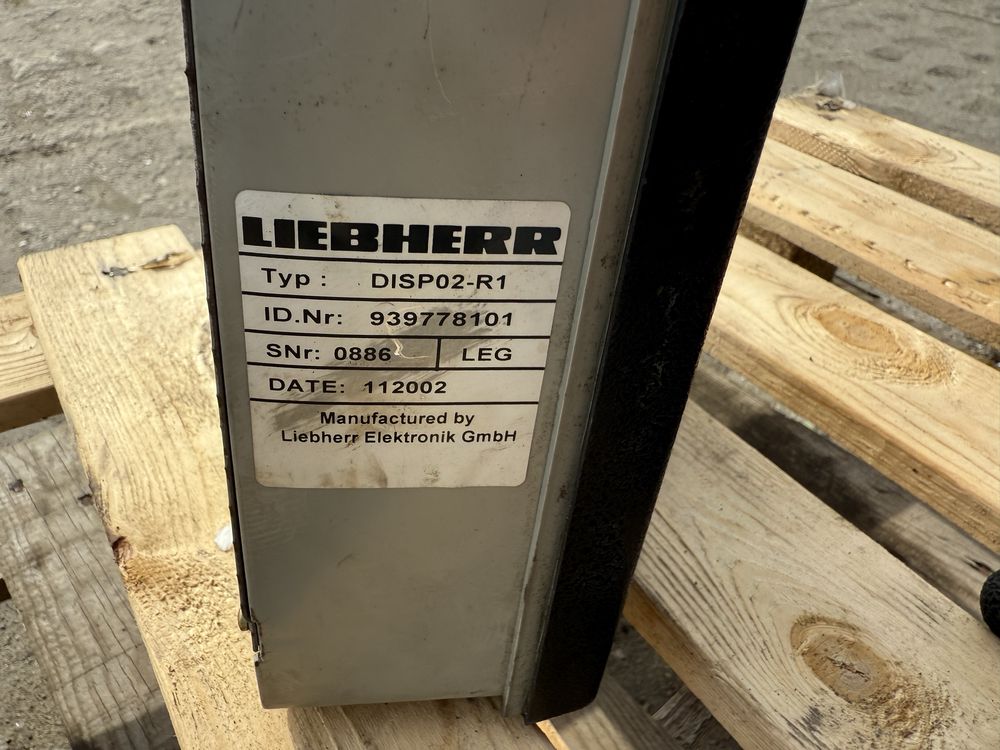 LIEBHERR
Typ : DISP02-R1
ID.Nr: 939778101
SNr: 0886 LEG
DATE: 112002
Manufactured by
Liebherr Elektronik GmbH